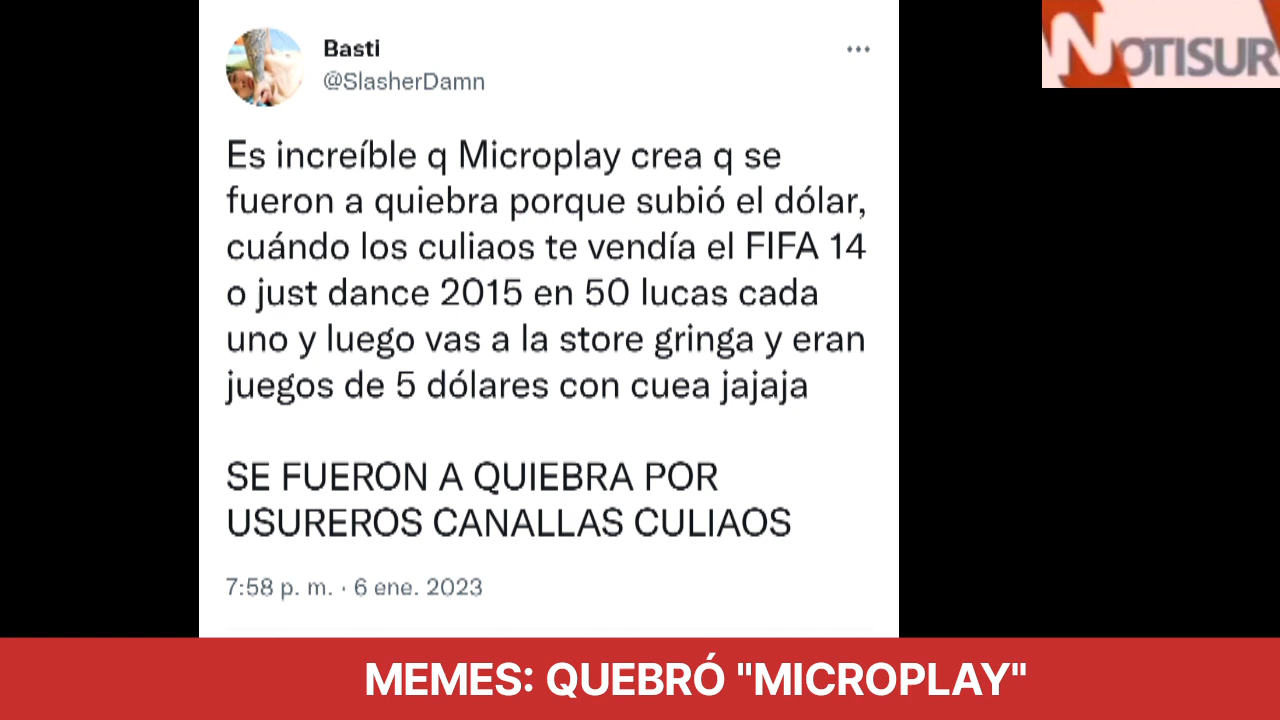 Basti
@SlasherDamn
NOTISUR
Es increíble q Microplay crea q se
fueron a quiebra porque subió el dólar,
cuándo los culiaos te vendía el FIFA 14
o just dance 2015 en 50 lucas cada
uno y luego vas a la store gringa y eran
juegos de 5 dólares con cuea jajaja
SE FUERON A QUIEBRA POR
USUREROS CANALLAS CULIAOS
7:58 p. m. · 6 ene. 2023
MEMES: QUEBRÓ "MICROPLAY"